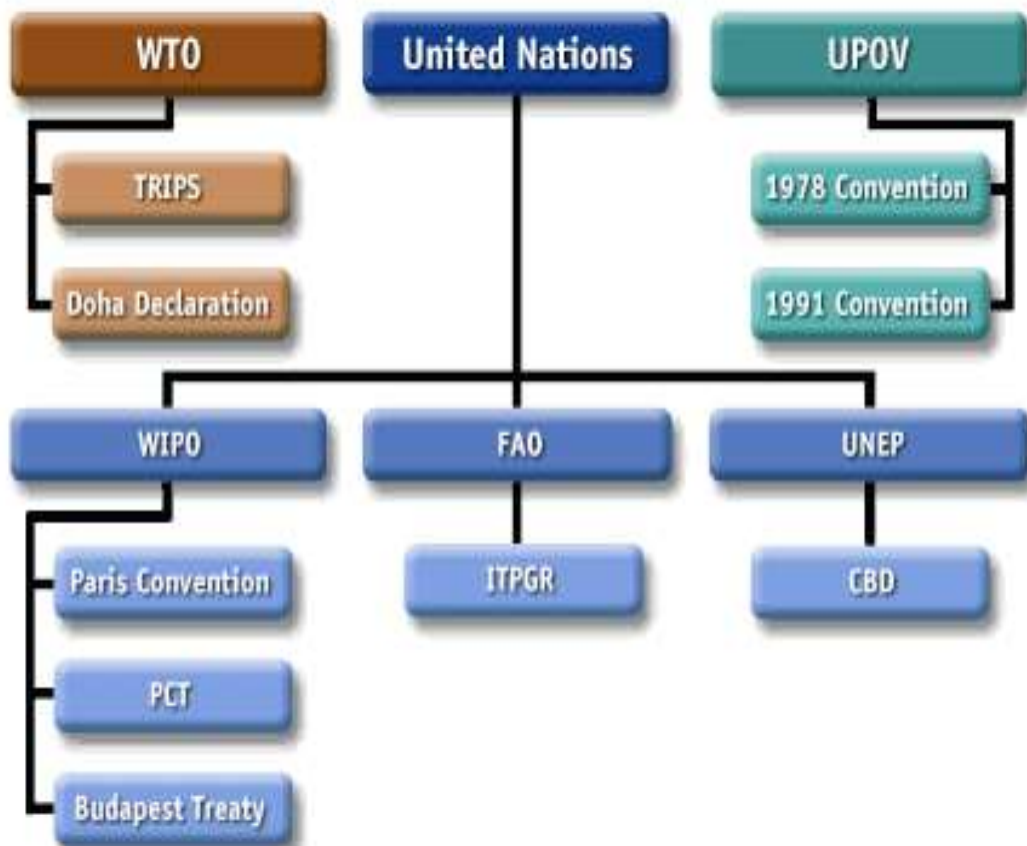 WTO
United Nations
UPOV
TRIPS
1978 Convention
Doha Declaration
1991 Convention
WIPO
FAO
UNEP
Paris Convention
ITPGR
CBD
PCT
Budapest Treaty